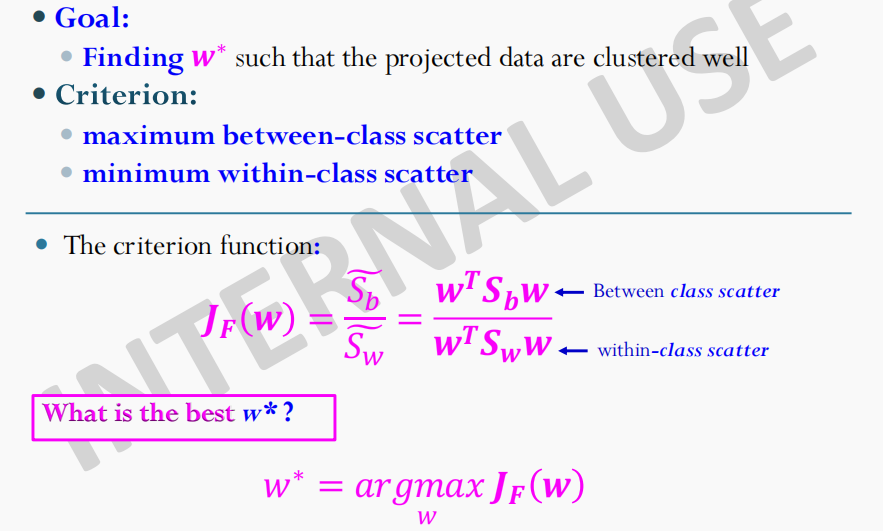 • Goal:
• Finding w* such that the projected data are clustered well
• Criterion:
• maximum between-class scatter
• minimum within-class scatter
• The criterion function:
J_F(w) = \frac{\widetilde{S_b}}{\widetilde{S_w}} = \frac{w^T S_b w}{w^T S_w w}
← Between class scatter
← within-class scatter
What is the best w*?
w* = argmax_w J_F(w)
INTERNAL USE